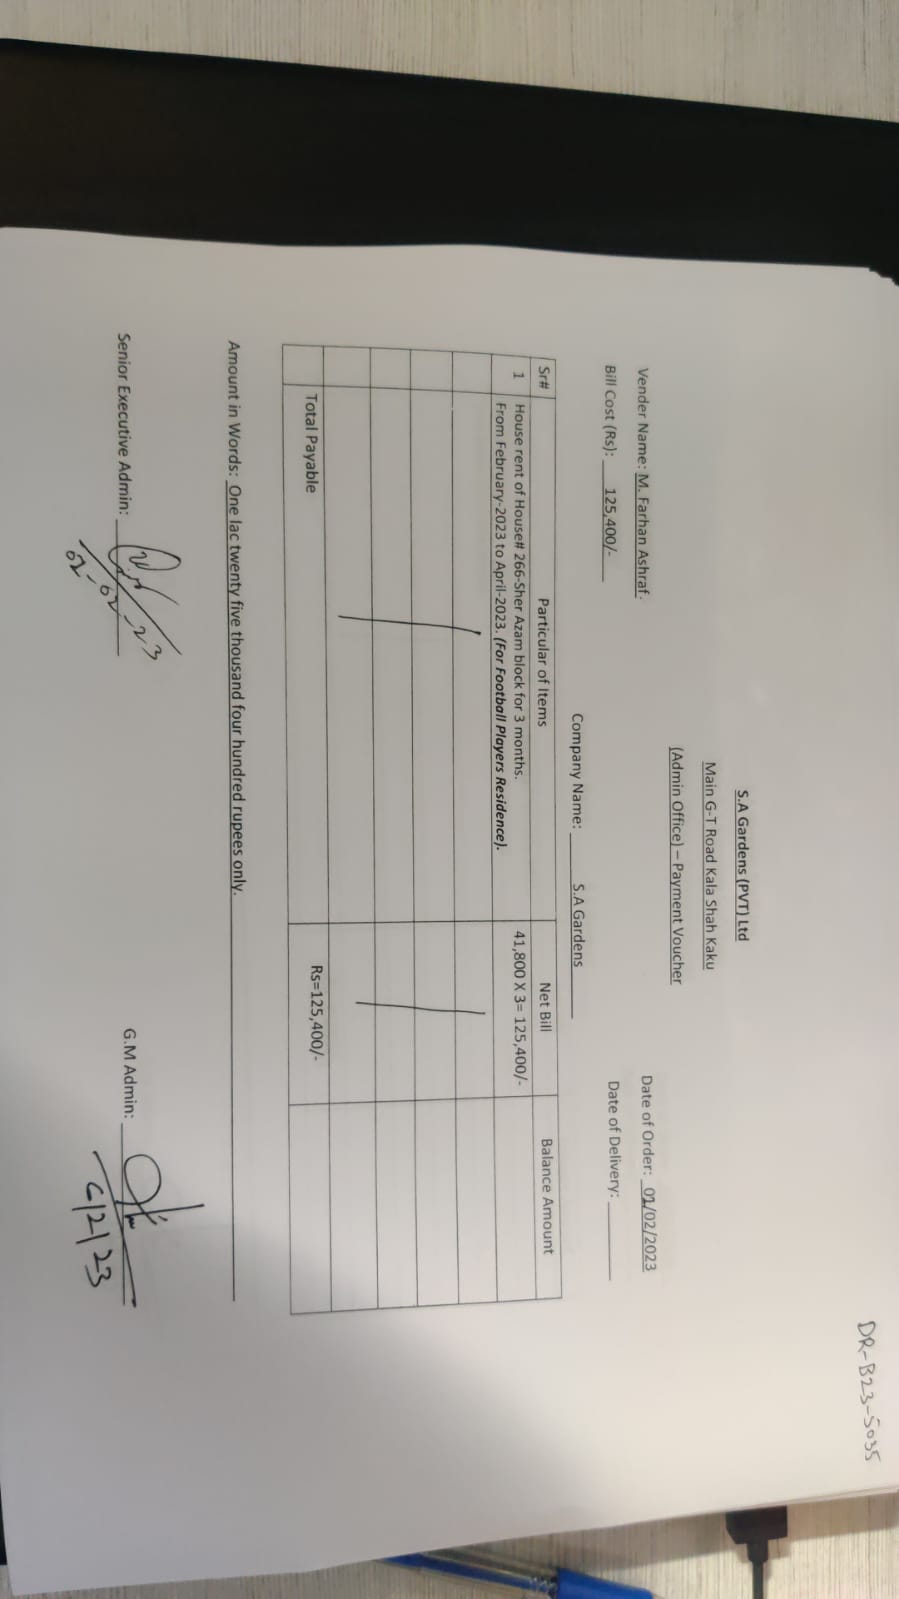 DR-B23-5035
S.A Gardens (PVT) Ltd
Main G-T Road Kala Shah Kaku
(Admin Office) – Payment Voucher
Vender Name: M. Farhan Ashraf. Date of Order: 01/02/2023
Bill Cost (Rs): 125,400/- Date of Delivery:
Company Name: S.A Gardens
Sr# Particular of Items Net Bill Balance Amount
1 House rent of House# 266-Sher Azam block for 3 months. 41,800 X 3= 125,400/-
From February-2023 to April-2023. (For Football Players Residence).
Total Payable Rs=125,400/-
Amount in Words: One lac twenty five thousand four hundred rupees only.
Senior Executive Admin: G.M Admin:
02-02-23 6/2/23